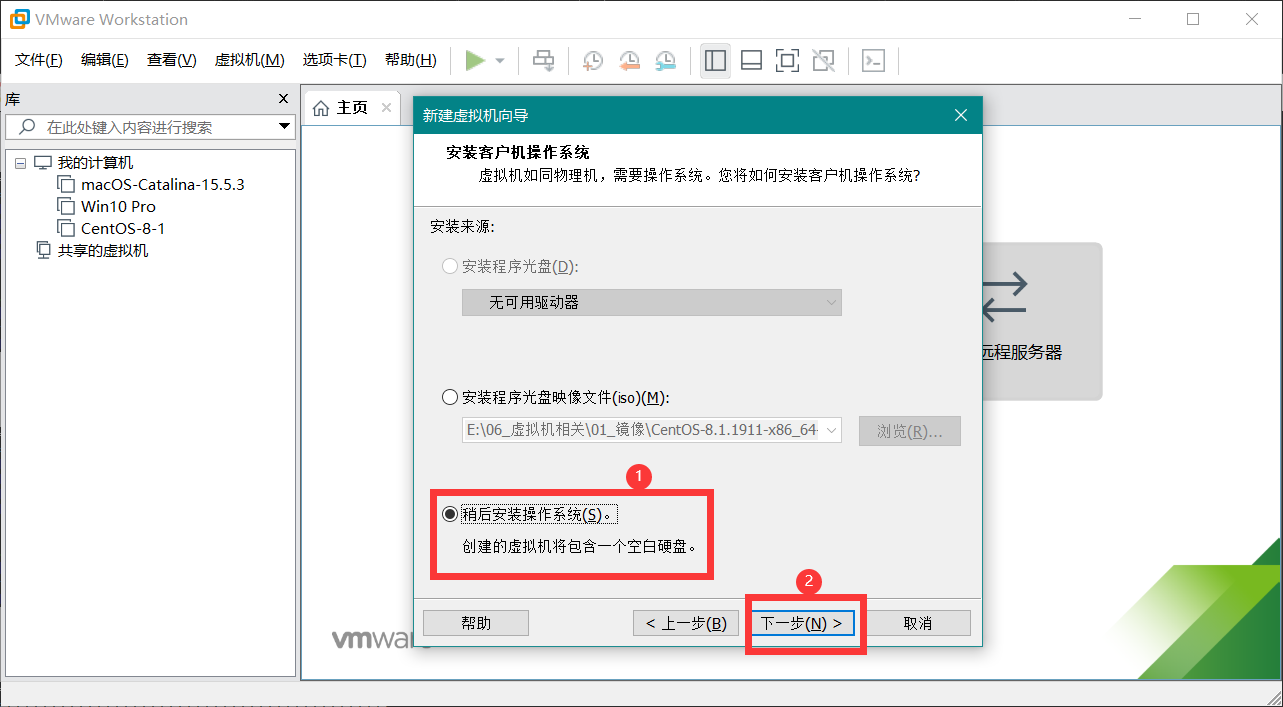 VMware Workstation
文件(F) 编辑(E) 查看(V) 虚拟机(M) 选项卡(T) 帮助(H)
库
在此处键入内容进行搜索
我的计算机
macOS-Catalina-15.5.3
Win10 Pro
CentOS-8-1
共享的虚拟机
主页
新建虚拟机向导
安装客户机操作系统
虚拟机如同物理机，需要操作系统。您将如何安装客户机操作系统?
安装来源:
安装程序光盘(D):
无可用驱动器
远程服务器
安装程序光盘映像文件(iso)(M):
E:\06_虚拟机相关\01_镜像\CentOS-8.1.1911-x86_64 浏览(R)...
1
稍后安装操作系统(S)。
创建的虚拟机将包含一个空白硬盘。
2
帮助 < 上一步(B) 下一步(N) > 取消
vmwar